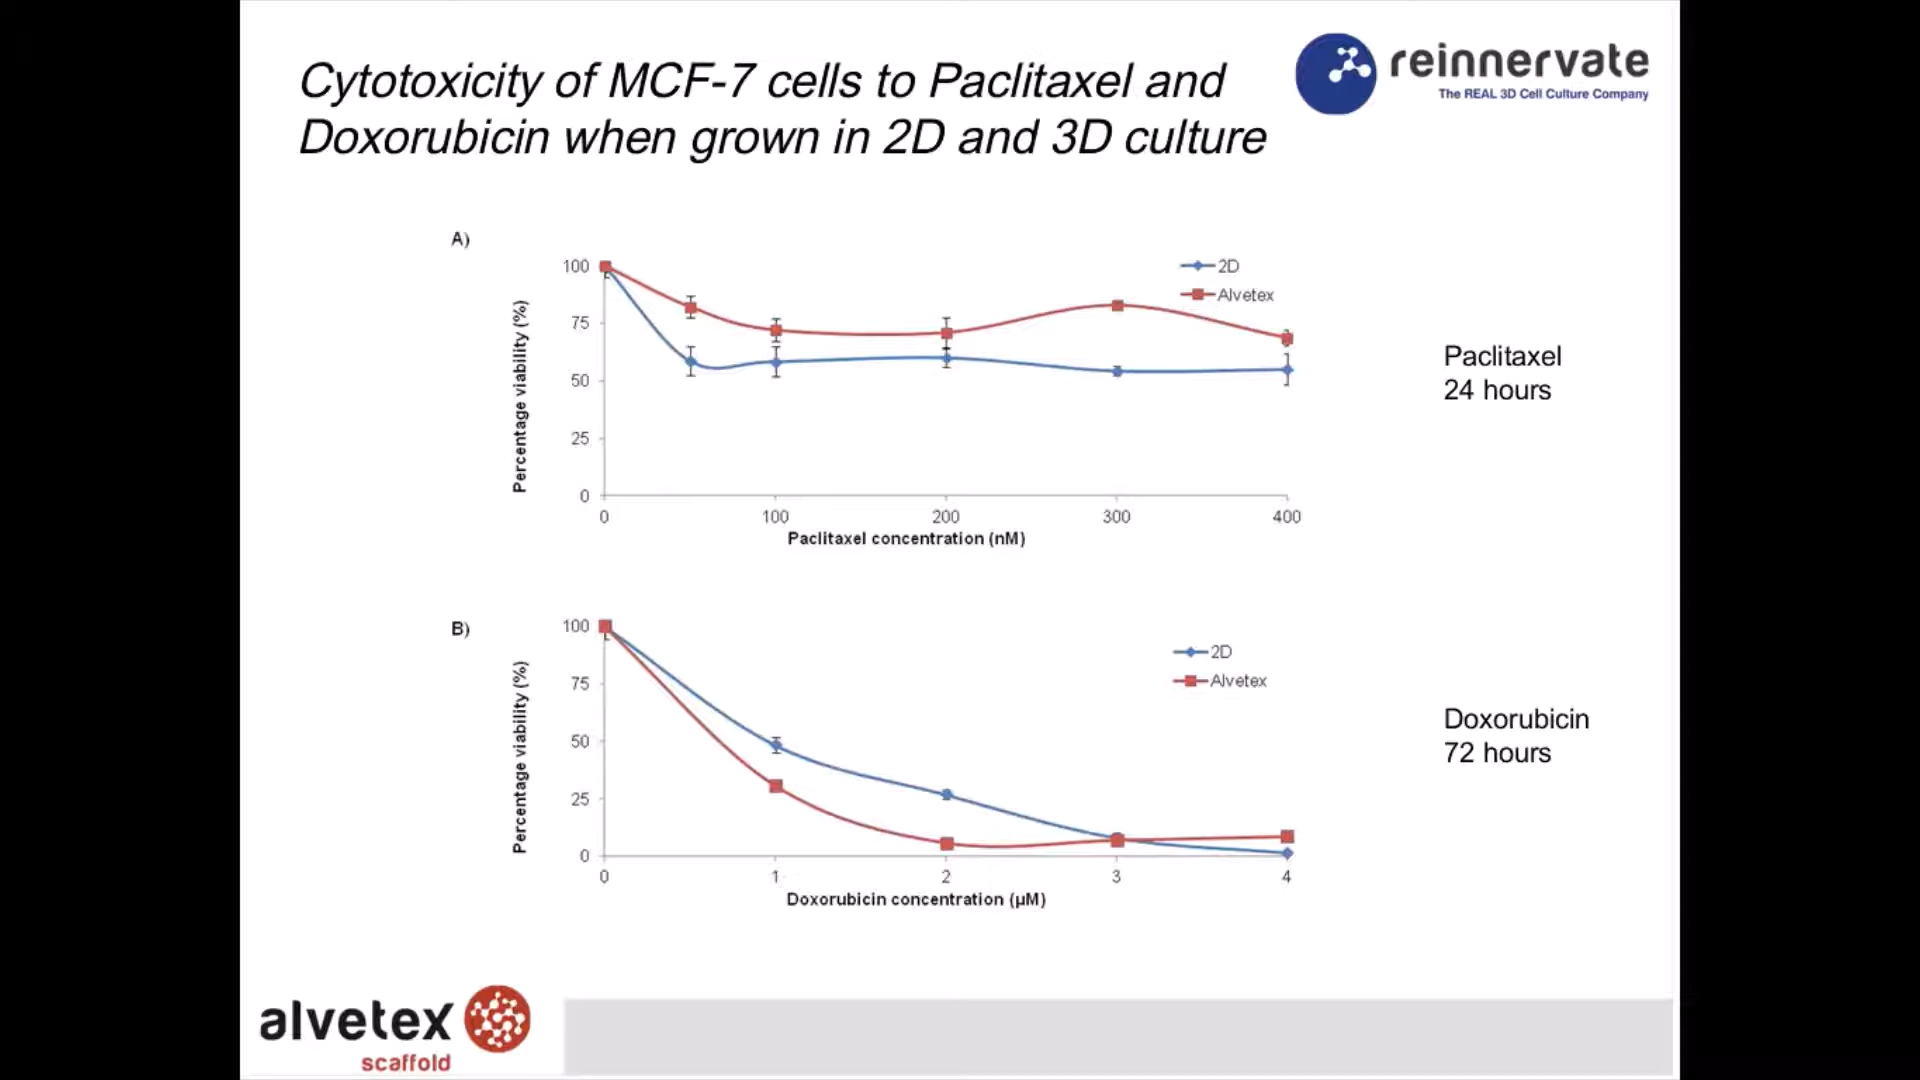 Cytotoxicity of MCF-7 cells to Paclitaxel and
Doxorubicin when grown in 2D and 3D culture
reinnervate
The REAL 3D Cell Culture Company
A)
Percentage viability (%)
100
75
50
25
0
0 100 200 300 400
Paclitaxel concentration (nM)
2D
Alvetex
Paclitaxel
24 hours
B)
Percentage viability (%)
100
75
50
25
0
0 1 2 3 4
Doxorubicin concentration (µM)
2D
Alvetex
Doxorubicin
72 hours
alvetex
scaffold